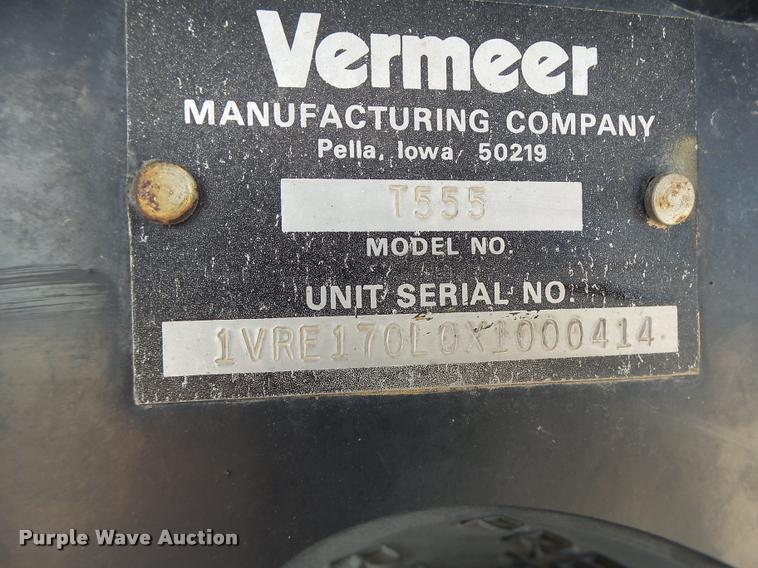 Vermeer
MANUFACTURING COMPANY
Pella, Iowa 50219
T555
MODEL NO.
UNIT SERIAL NO.
1VRE170L0X1000414
Purple Wave Auction